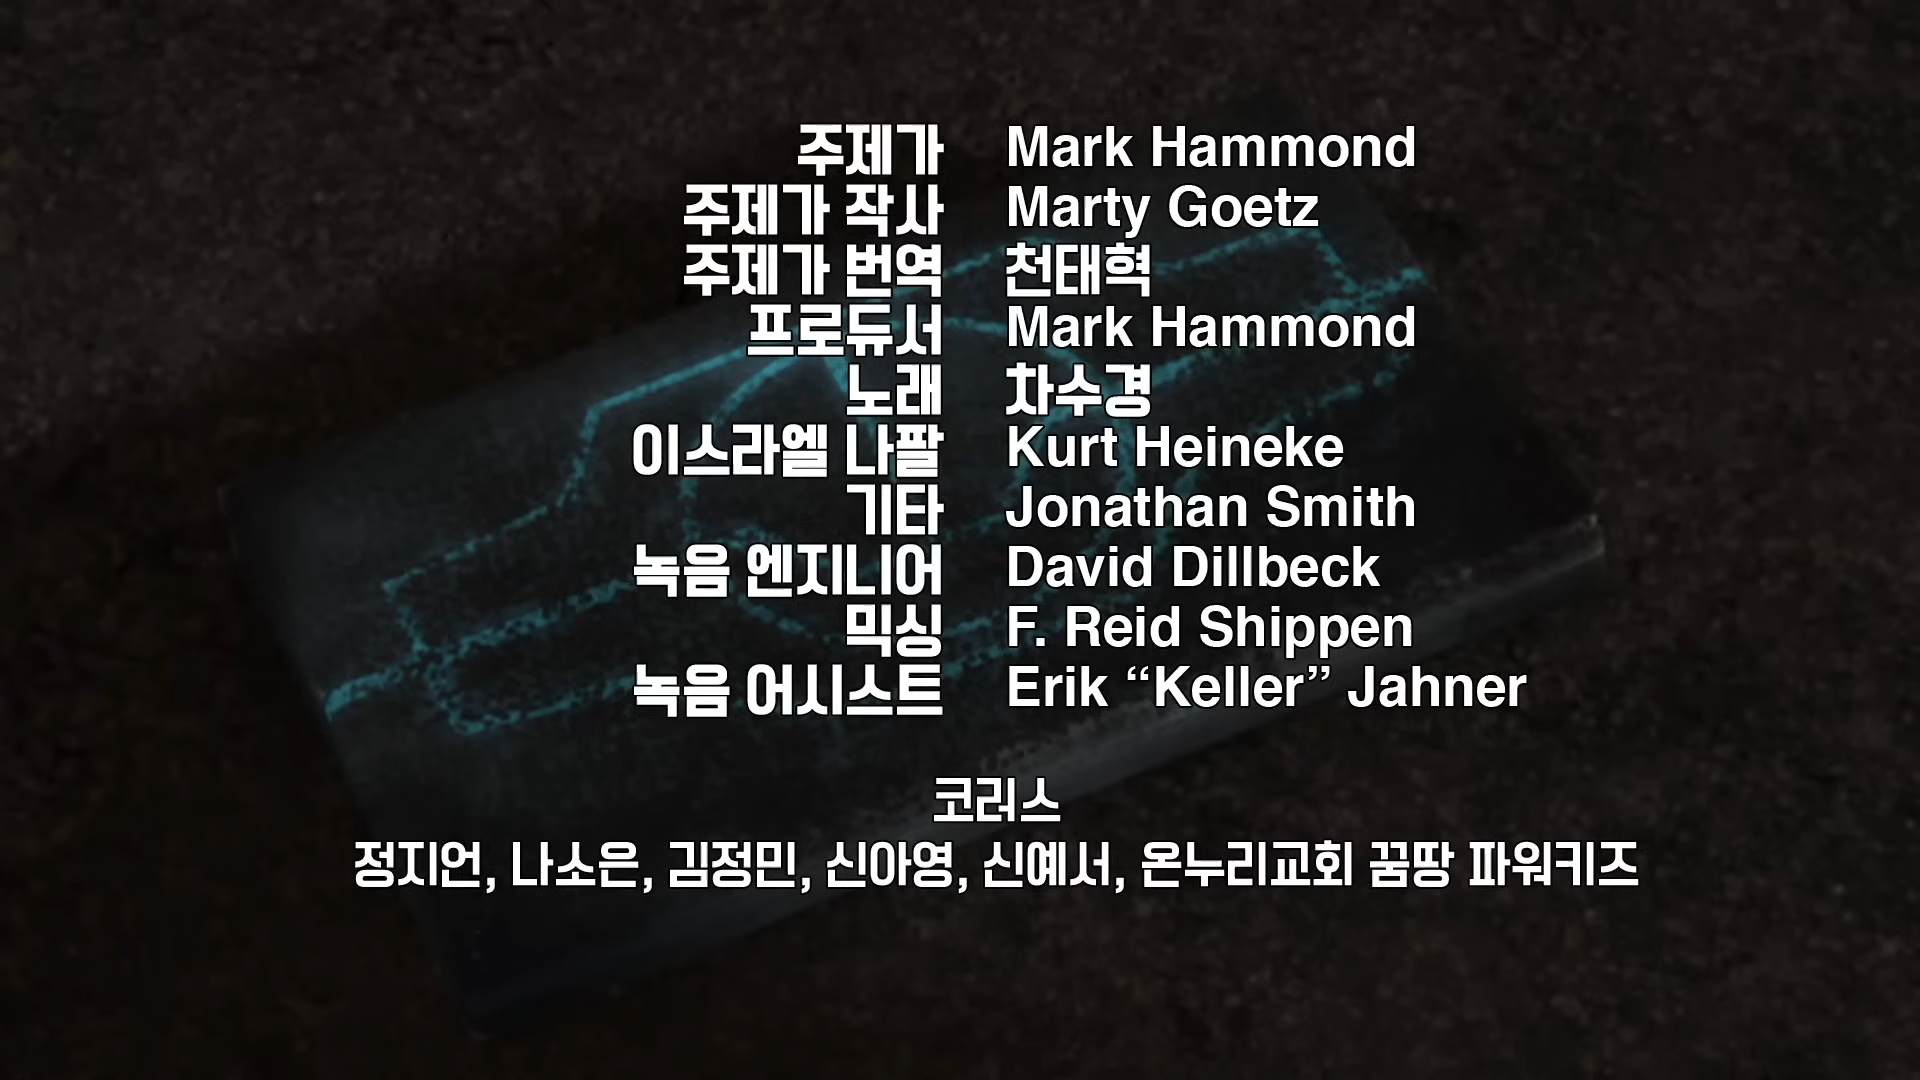 주제가 Mark Hammond
주제가 작사 Marty Goetz
주제가 번역 천태혁
프로듀서 Mark Hammond
노래 차수경
이스라엘 나팔 Kurt Heineke
기타 Jonathan Smith
녹음 엔지니어 David Dillbeck
믹싱 F. Reid Shippen
녹음 어시스트 Erik “Keller” Jahner
코러스
정지언, 나소은, 김정민, 신아영, 신예서, 온누리교회 꿈땅 파워키즈